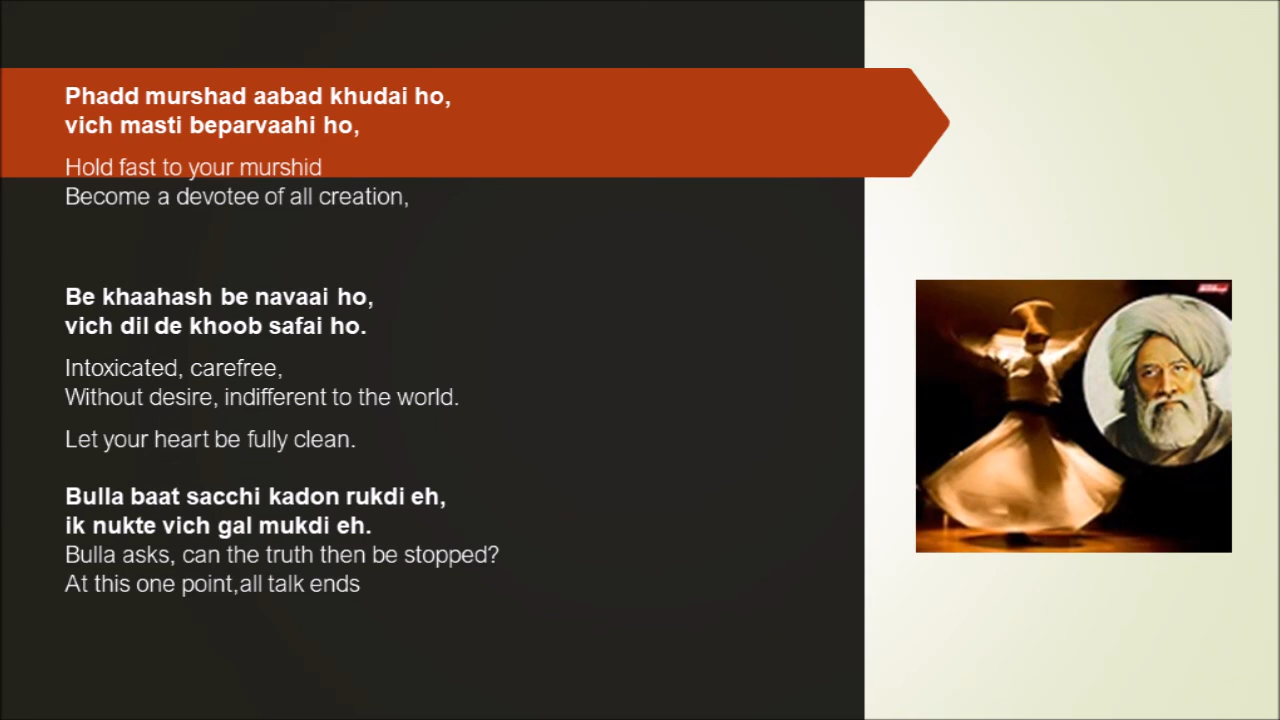 Phadd murshad aabad khudai ho,
vich masti beparvaahi ho,
Hold fast to your murshid
Become a devotee of all creation,
Be khaahash be navaai ho,
vich dil de khoob safai ho.
Intoxicated, carefree,
Without desire, indifferent to the world.
Let your heart be fully clean.
Bulla baat sacchi kadon rukdi eh,
ik nukte vich gal mukdi eh.
Bulla asks, can the truth then be stopped?
At this one point,all talk ends